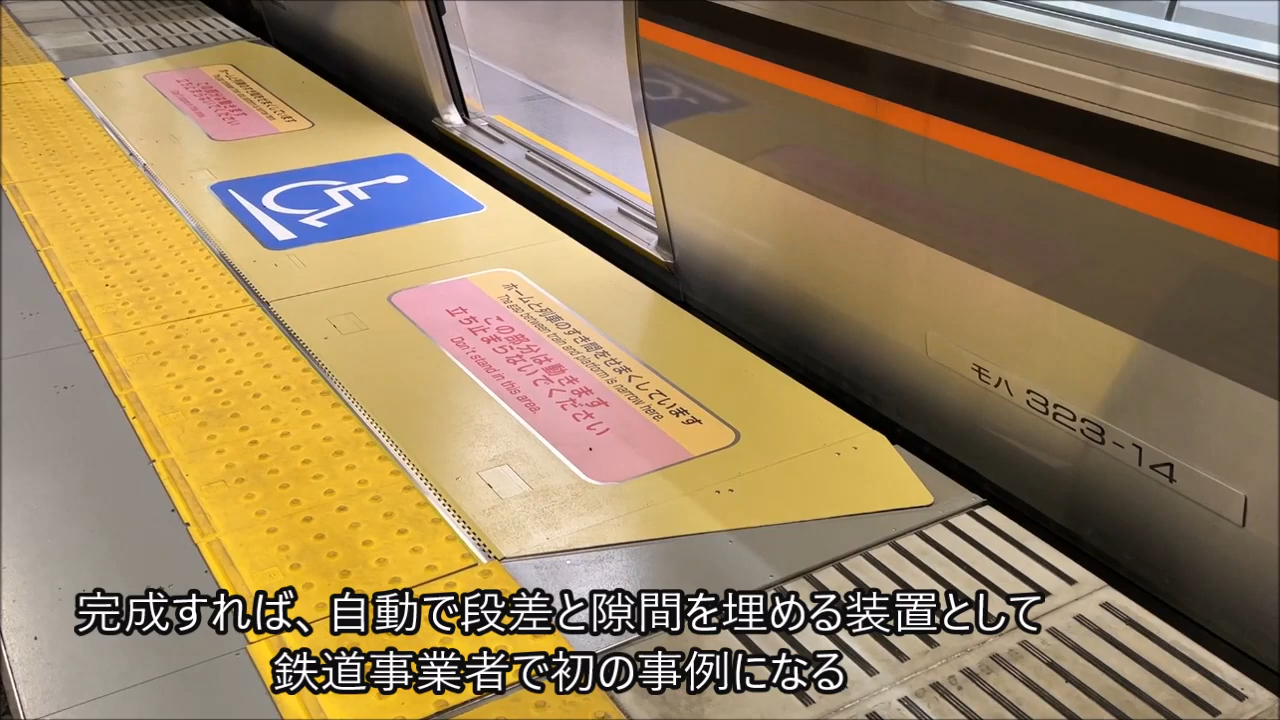 ホームと列車のすき間をせまくしています
The gap between train and platform is narrow here.
この部分は動きます
立ち止まらないでください
Don't stand in this area.
モハ 323-14
完成すれば、自動で段差と隙間を埋める装置として
鉄道事業者で初の事例になる